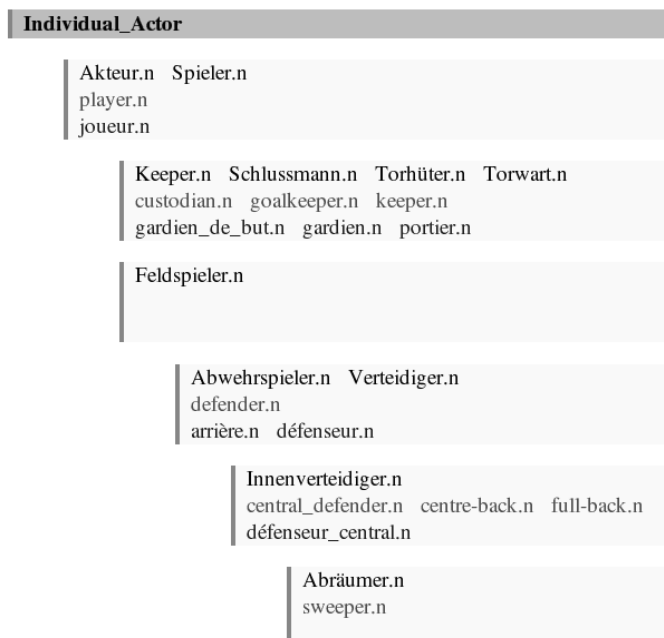 Individual_Actor
Akteur.n Spieler.n
player.n
joueur.n
Keeper.n Schlussmann.n Torhüter.n Torwart.n
custodian.n goalkeeper.n keeper.n
gardien_de_but.n gardien.n portier.n
Feldspieler.n
Abwehrspieler.n Verteidiger.n
defender.n
arrière.n défenseur.n
Innenverteidiger.n
central_defender.n centre-back.n full-back.n
défenseur_central.n
Abräumer.n
sweeper.n